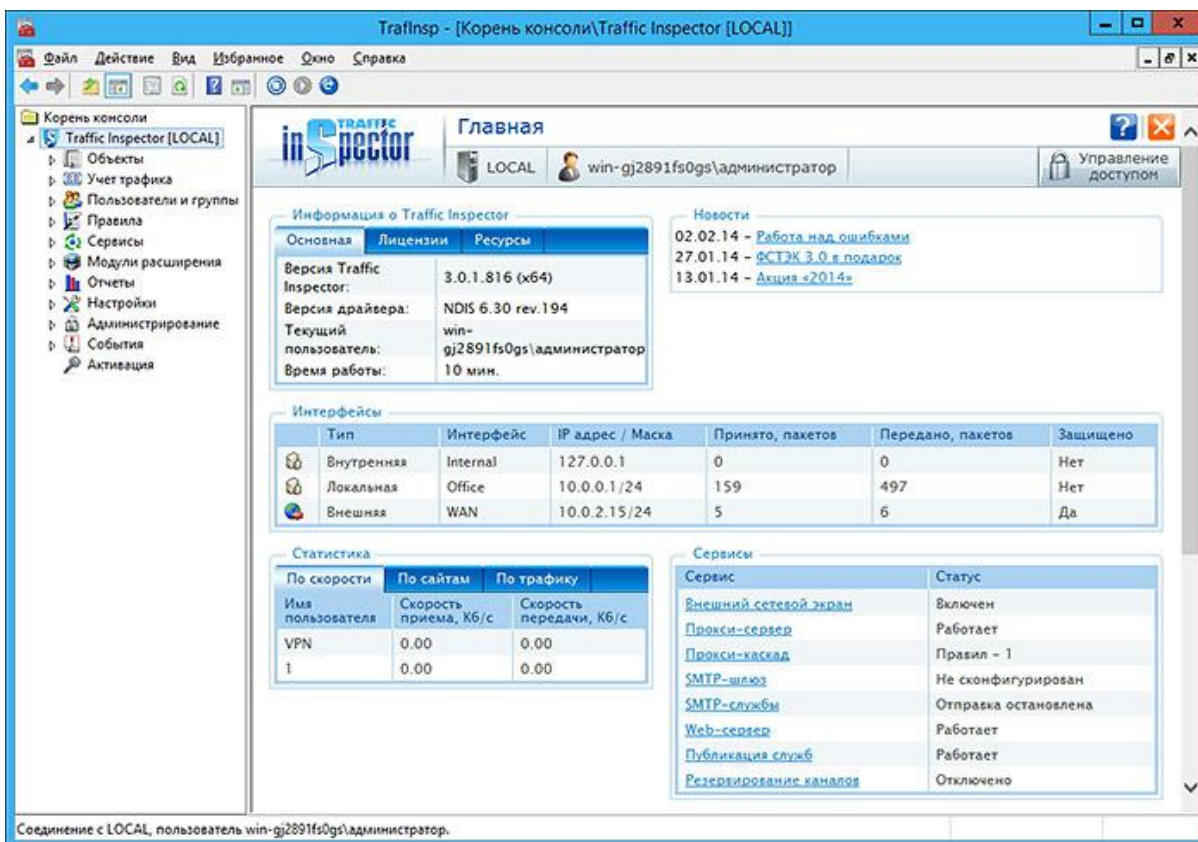 TrafInsp - [Корень консоли\Traffic Inspector [LOCAL]]
Файл Действие Вид Избранное Окно Справка
Корень консоли
Traffic Inspector [LOCAL]
Объекты
Учет трафика
Пользователи и группы
Правила
Сервисы
Модули расширения
Отчеты
Настройки
Администрирование
События
Активация
TRAFFIC inspector
Главная
LOCAL win-gj2891fs0gs\администратор
Управление доступом
Информация о Traffic Inspector
Основная Лицензии Ресурсы
Версия Traffic Inspector: 3.0.1.816 (x64)
Версия драйвера: NDIS 6.30 rev.194
Текущий пользователь: win-gj2891fs0gs\администратор
Время работы: 10 мин.
Новости
02.02.14 - Работа над ошибками
27.01.14 - ФСТЭК 3.0 в подарок
13.01.14 - Акция «2014»
Интерфейсы
Тип Интерфейс IP адрес / Маска Принято, пакетов Передано, пакетов Защищено
Внутренняя Internal 127.0.0.1 0 0 Нет
Локальная Office 10.0.0.1/24 159 497 Нет
Внешняя WAN 10.0.2.15/24 5 6 Да
Статистика
По скорости По сайтам По трафику
Имя пользователя Скорость приема, Кб/с Скорость передачи, Кб/с
VPN 0.00 0.00
1 0.00 0.00
Сервисы
Сервис Статус
Внешний сетевой экран Включен
Прокси-сервер Работает
Прокси-каскад Правил - 1
SMTP-шлюз Не сконфигурирован
SMTP-службы Отправка остановлена
Web-сервер Работает
Публикация служб Работает
Резервирование каналов Отключено
Соединение с LOCAL, пользователь win-gj2891fs0gs\администратор.